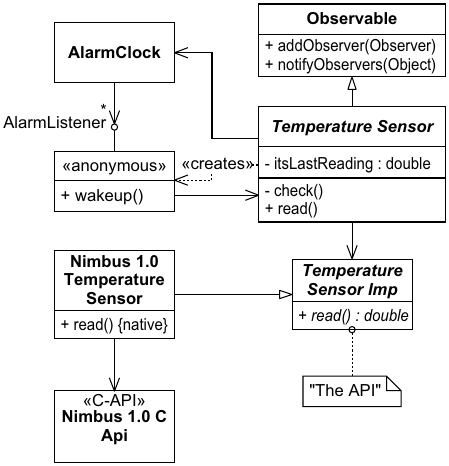 Observable
+ addObserver(Observer)
+ notifyObservers(Object)
AlarmClock
*
AlarmListener
Temperature Sensor
- itsLastReading : double
- check()
+ read()
«anonymous»
+ wakeup()
«creates»
Nimbus 1.0
Temperature
Sensor
+ read() {native}
Temperature
Sensor Imp
+ read() : double
"The API"
«C-API»
Nimbus 1.0 C
Api